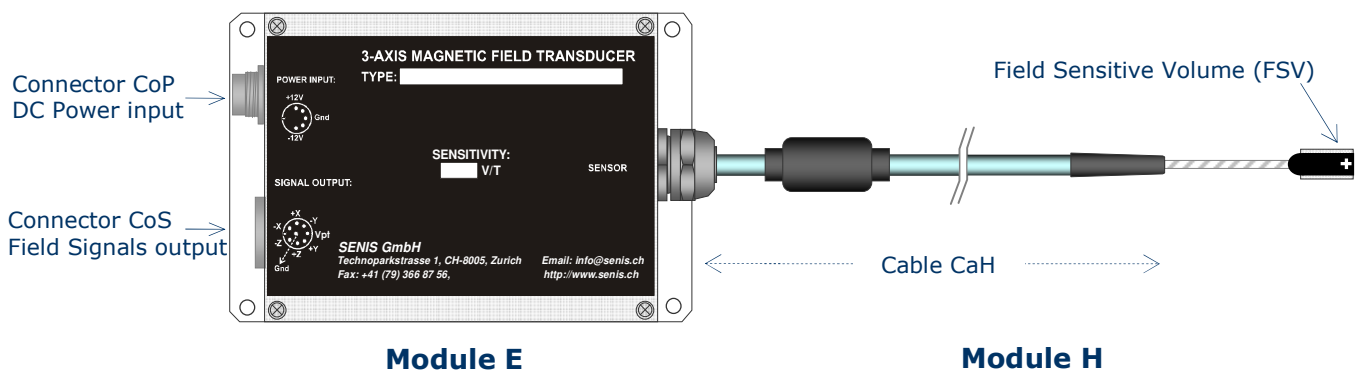 3-AXIS MAGNETIC FIELD TRANSDUCER
TYPE:
POWER INPUT:
+12V
Gnd
-12V
Connector CoP
DC Power input
Field Sensitive Volume (FSV)
SENSITIVITY:
V/T
SENSOR
SIGNAL OUTPUT:
+X
-X
-Y
Vpt
-Z
+Y
+Z
Gnd
Connector CoS
Field Signals output
SENIS GmbH
Technoparkstrasse 1, CH-8005, Zurich
Email: info@senis.ch
Fax: +41 (79) 366 87 56,
http://www.senis.ch
Cable CaH
Module E
Module H